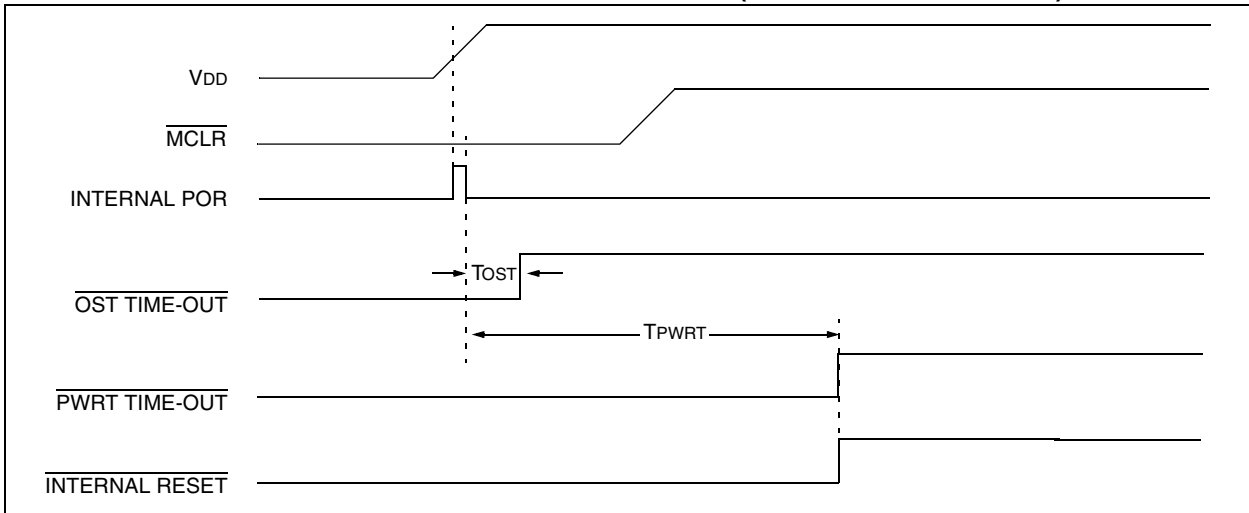 VDD
MCLR
INTERNAL POR
TOST
OST TIME-OUT
TPWRT
PWRT TIME-OUT
INTERNAL RESET